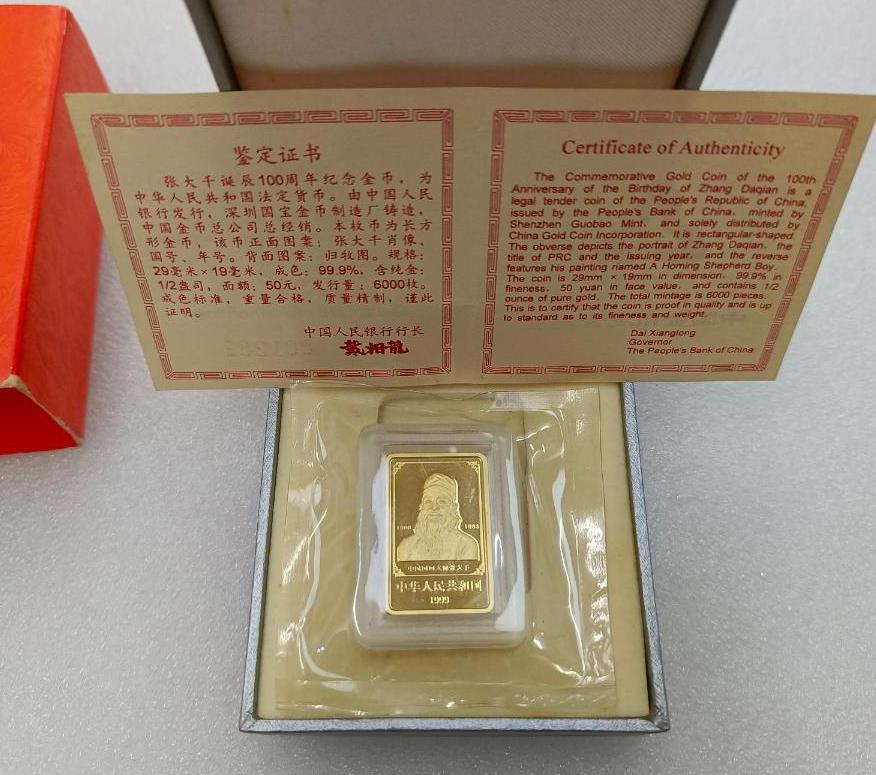 鉴定证书
张大千诞辰100周年纪念金币，为
中华人民共和国法定货币。由中国人民
银行发行，深圳国宝金币制造厂铸造，
中国金币总公司总经销。本枚币为长方
形金币，该币正面图案：张大千肖像、
国号、年号。背面图案：归牧图。规格：
29毫米×19毫米，成色：99.9%，含纯金：
1/2盎司，面额：50元，发行量：6000枚。
成色标准，重量合格，质量精制，谨此
证明。
中国人民银行行长
戴相龍
Certificate of Authenticity
The Commemorative Gold Coin of the 100th
Anniversary of the Birthday of Zhang Daqian is a
legal tender coin of the People's Republic of China,
issued by the People's Bank of China, minted by
Shenzhen Guobao Mint, and solely distributed by
China Gold Coin Incorporation. It is rectangular-shaped.
The obverse depicts the portrait of Zhang Daqian, the
title of PRC and the issuing year, and the reverse
features his painting named A Homing Shepherd Boy.
The coin is 29mm ×19mm in dimension, 99.9% in
fineness, 50 yuan in face value, and contains 1/2
ounce of pure gold. The total mintage is 6000 pieces.
This is to certify that the coin is proof in quality and is up
to standard as to its fineness and weight.
Dai Xianglong
Governor
The People's Bank of China
中国国画大师张大千
中华人民共和国
1999